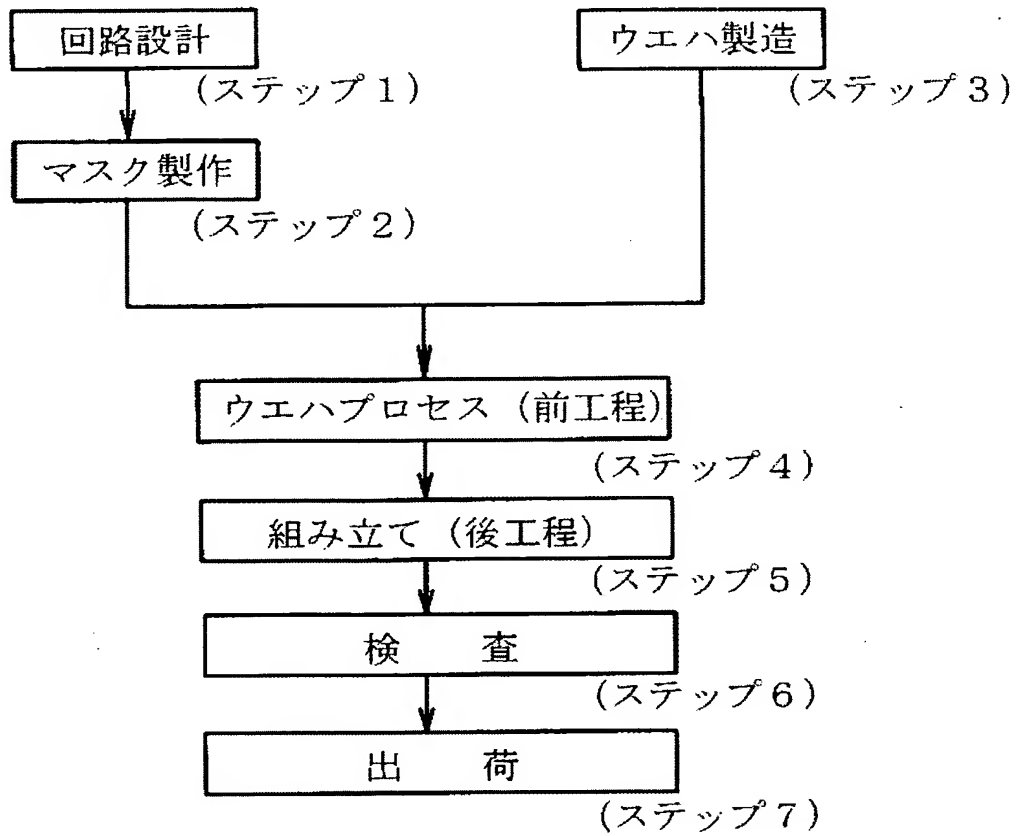 回路設計
(ステップ1)
マスク製作
(ステップ2)
ウエハ製造
(ステップ3)
ウエハプロセス (前工程)
(ステップ4)
組み立て (後工程)
(ステップ5)
検 査
(ステップ6)
出 荷
(ステップ7)